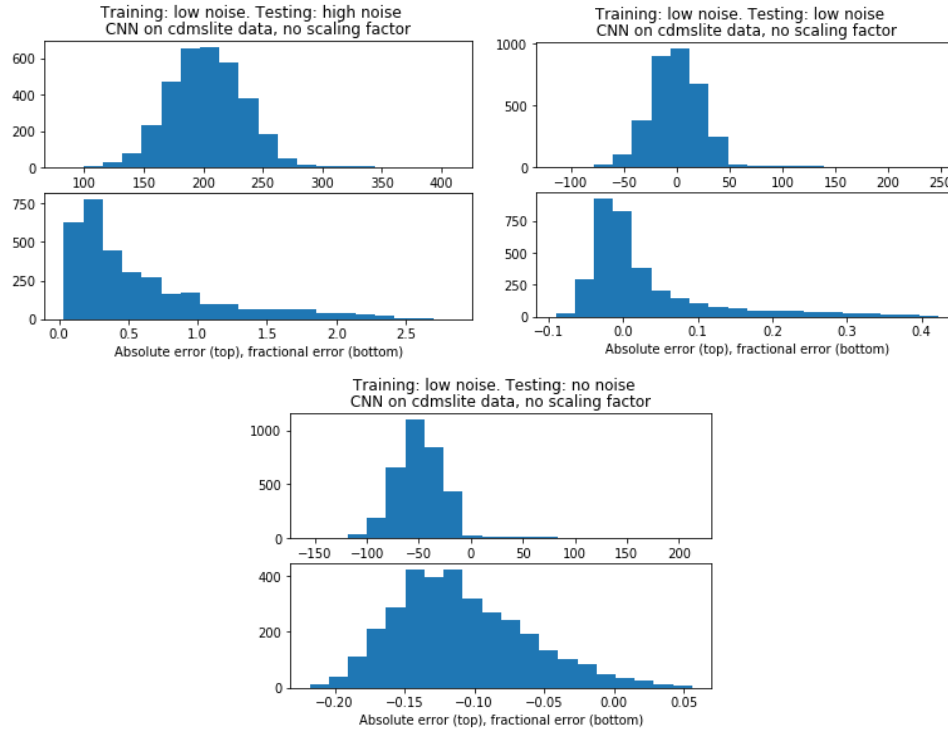 Training: low noise. Testing: high noise
CNN on cdmslite data, no scaling factor
600
400
200
0
100 150 200 250 300 350 400
750
500
250
0
0.0 0.5 1.0 1.5 2.0 2.5
Absolute error (top), fractional error (bottom)
Training: low noise. Testing: low noise
CNN on cdmslite data, no scaling factor
1000
500
0
−100 −50 0 50 100 150 200 250
750
500
250
0
−0.1 0.0 0.1 0.2 0.3 0.4
Absolute error (top), fractional error (bottom)
Training: low noise. Testing: no noise
CNN on cdmslite data, no scaling factor
1000
500
0
−150 −100 −50 0 50 100 150 200
400
200
0
−0.20 −0.15 −0.10 −0.05 0.00 0.05
Absolute error (top), fractional error (bottom)